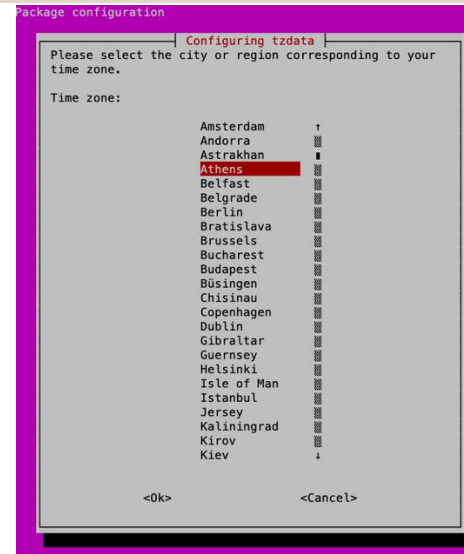 Package configuration
Configuring tzdata
Please select the city or region corresponding to your
time zone.
Time zone:
Amsterdam
Andorra
Astrakhan
Athens
Belfast
Belgrade
Berlin
Bratislava
Brussels
Bucharest
Budapest
Büsingen
Chisinau
Copenhagen
Dublin
Gibraltar
Guernsey
Helsinki
Isle of Man
Istanbul
Jersey
Kaliningrad
Kirov
Kiev
<Ok> <Cancel>